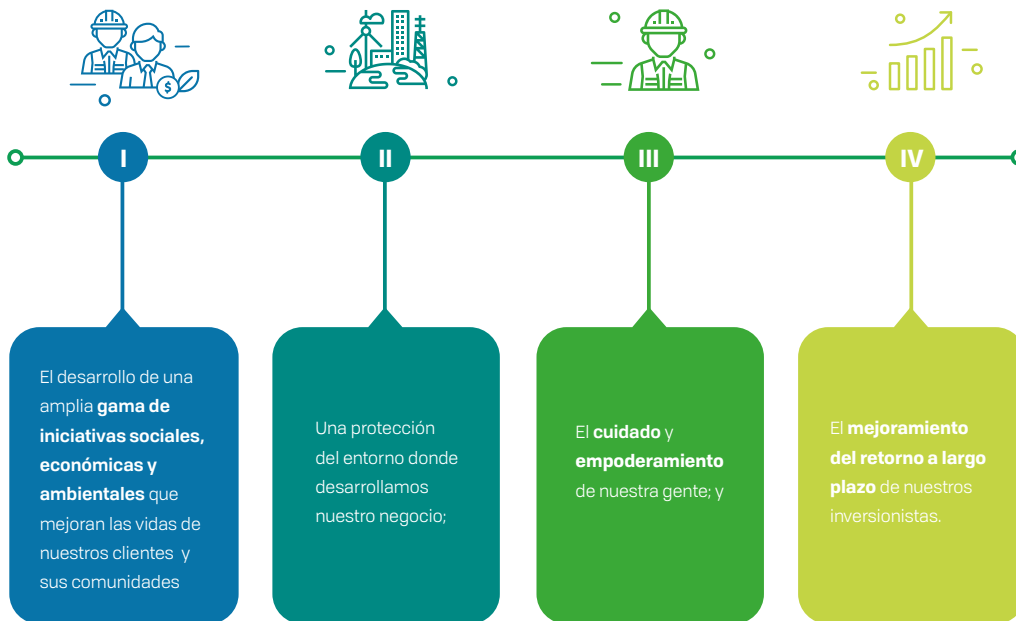 $
I
II
III
IV
El desarrollo de una
amplia gama de
iniciativas sociales,
económicas y
ambientales que
mejoran las vidas de
nuestros clientes y
sus comunidades
Una protección
del entorno donde
desarrollamos
nuestro negocio;
El cuidado y
empoderamiento
de nuestra gente; y
El mejoramiento
del retorno a largo
plazo de nuestros
inversionistas.